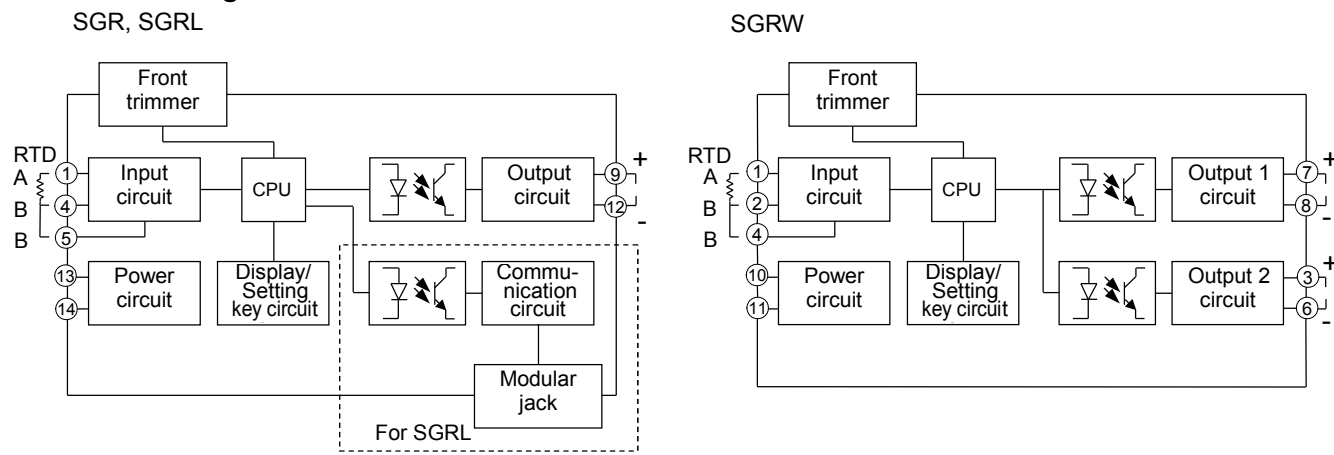 SGR, SGRL
Front
trimmer
RTD
A
B
B
1
4
5
13
14
Input
circuit
CPU
Output
circuit
9
12
+
-
Power
circuit
Display/
Setting
key circuit
Commu-
nication
circuit
Modular
jack
For SGRL
SGRW
Front
trimmer
RTD
A
B
B
1
2
4
10
11
Input
circuit
CPU
Output 1
circuit
7
8
+
-
Power
circuit
Display/
Setting
key circuit
Output 2
circuit
3
6
+
-